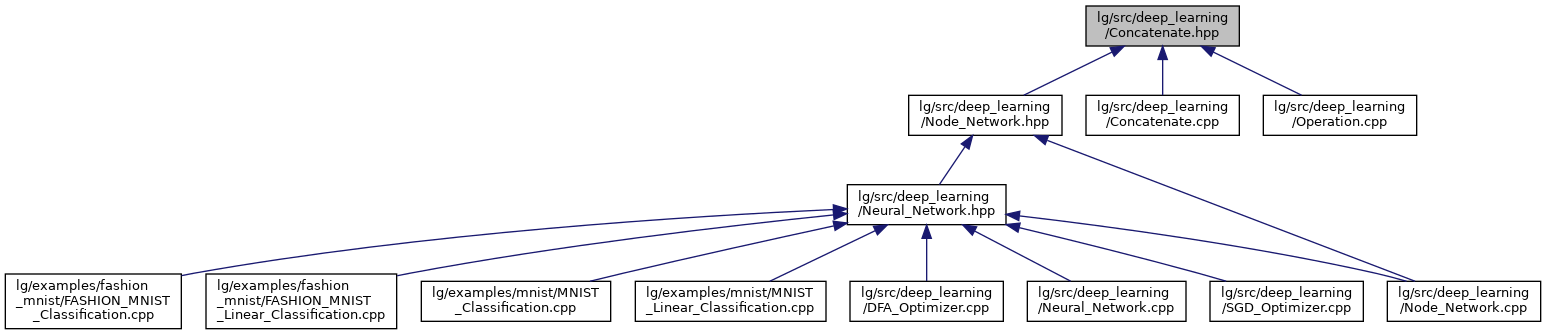 lg/src/deep_learning
/Concatenate.hpp
lg/src/deep_learning
/Node_Network.hpp
lg/src/deep_learning
/Concatenate.cpp
lg/src/deep_learning
/Operation.cpp
lg/src/deep_learning
/Neural_Network.hpp
lg/examples/fashion
_mnist/FASHION_MNIST
_Classification.cpp
lg/examples/fashion
_mnist/FASHION_MNIST
_Linear_Classification.cpp
lg/examples/mnist/MNIST
_Classification.cpp
lg/examples/mnist/MNIST
_Linear_Classification.cpp
lg/src/deep_learning
/DFA_Optimizer.cpp
lg/src/deep_learning
/Neural_Network.cpp
lg/src/deep_learning
/SGD_Optimizer.cpp
lg/src/deep_learning
/Node_Network.cpp